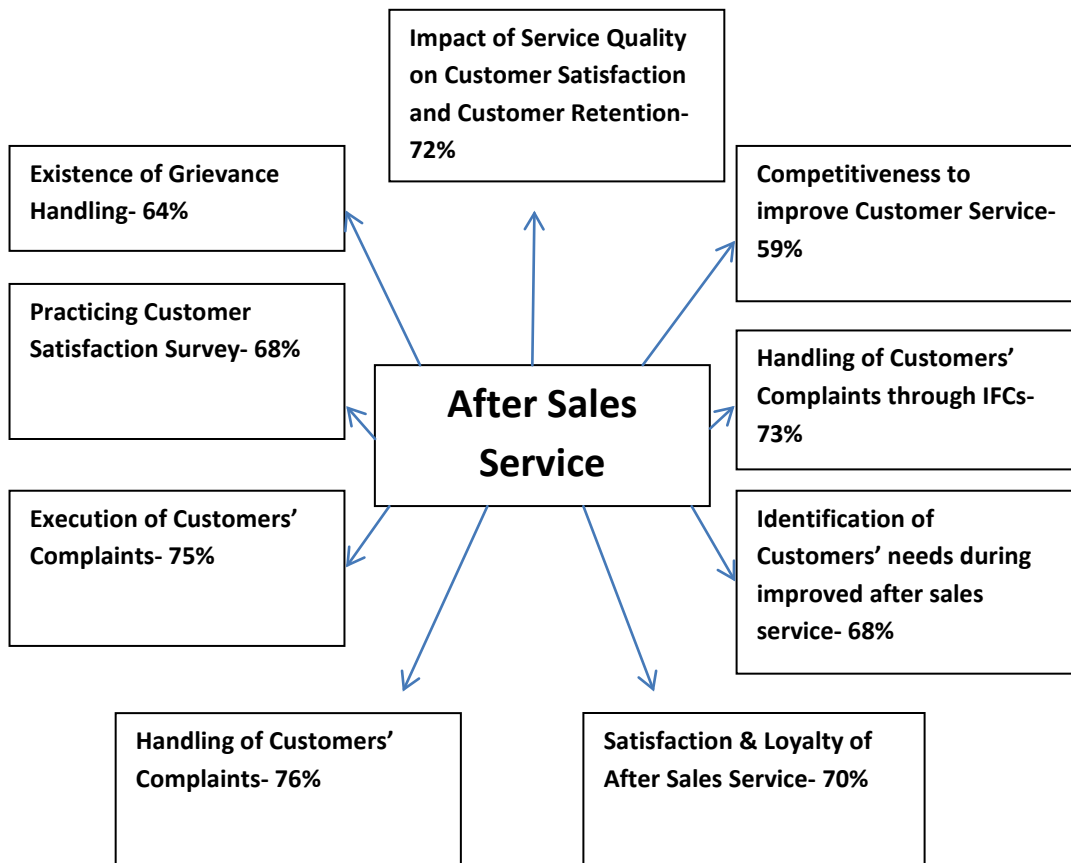 Impact of Service Quality
on Customer Satisfaction
and Customer Retention-
72%
Existence of Grievance
Handling- 64%
Competitiveness to
improve Customer Service-
59%
Practicing Customer
Satisfaction Survey- 68%
Handling of Customers’
Complaints through IFCs-
73%
After Sales
Service
Execution of Customers’
Complaints- 75%
Identification of
Customers’ needs during
improved after sales
service- 68%
Handling of Customers’
Complaints- 76%
Satisfaction & Loyalty of
After Sales Service- 70%